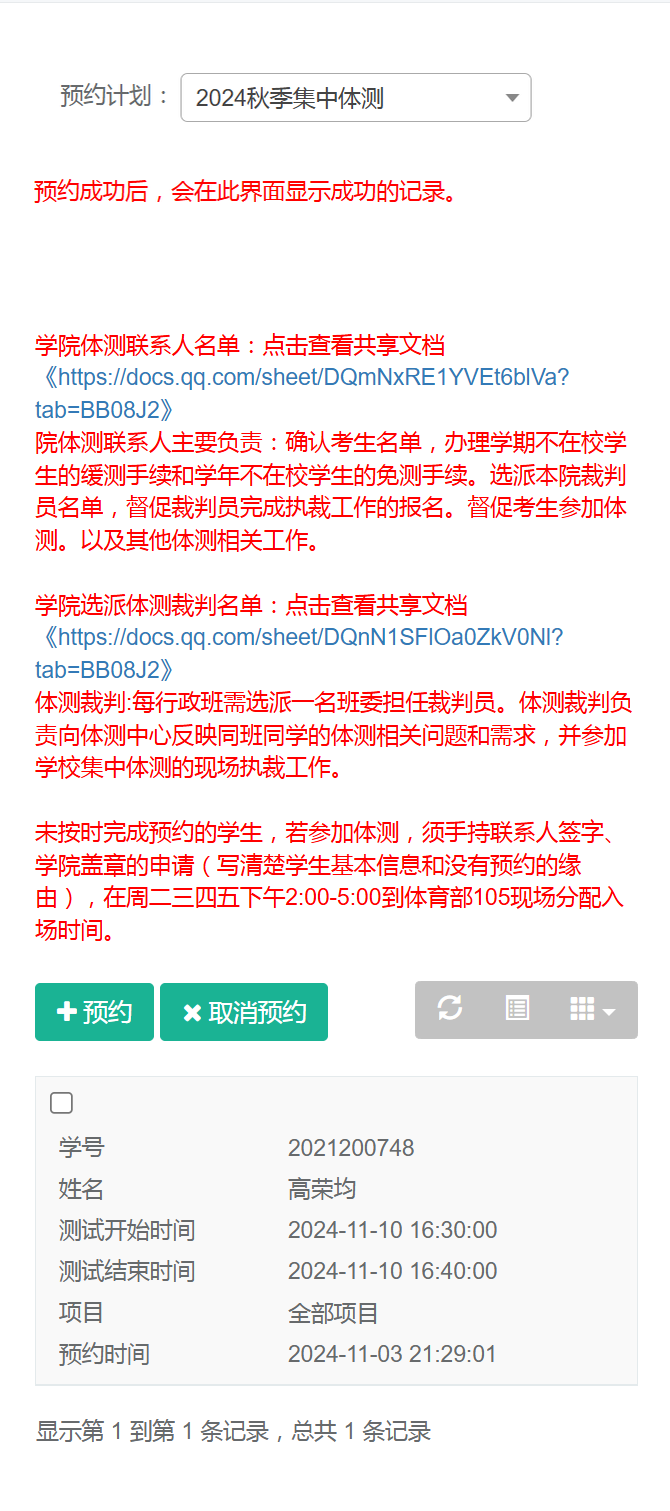 预约计划：
2024秋季集中体测
预约成功后，会在此界面显示成功的记录。
学院体测联系人名单：点击查看共享文档
《https://docs.qq.com/sheet/DQmNxRE1YVEt6blVa?
tab=BB08J2》
院体测联系人主要负责：确认考生名单，办理学期不在校学
生的缓测手续和学年不在校学生的免测手续。选派本院裁判
员名单，督促裁判员完成执裁工作的报名。督促考生参加体
测。以及其他体测相关工作。
学院选派体测裁判名单：点击查看共享文档
《https://docs.qq.com/sheet/DQnN1SFlOa0ZkV0Nl?
tab=BB08J2》
体测裁判:每行政班需选派一名班委担任裁判员。体测裁判负
责向体测中心反映同班同学的体测相关问题和需求，并参加
学校集中体测的现场执裁工作。
未按时完成预约的学生，若参加体测，须手持联系人签字、
学院盖章的申请（写清楚学生基本信息和没有预约的缘
由），在周二三四五下午2:00-5:00到体育部105现场分配入
场时间。
预约 取消预约
学号 2021200748
姓名 高荣均
测试开始时间 2024-11-10 16:30:00
测试结束时间 2024-11-10 16:40:00
项目 全部项目
预约时间 2024-11-03 21:29:01
显示第 1 到第 1 条记录，总共 1 条记录